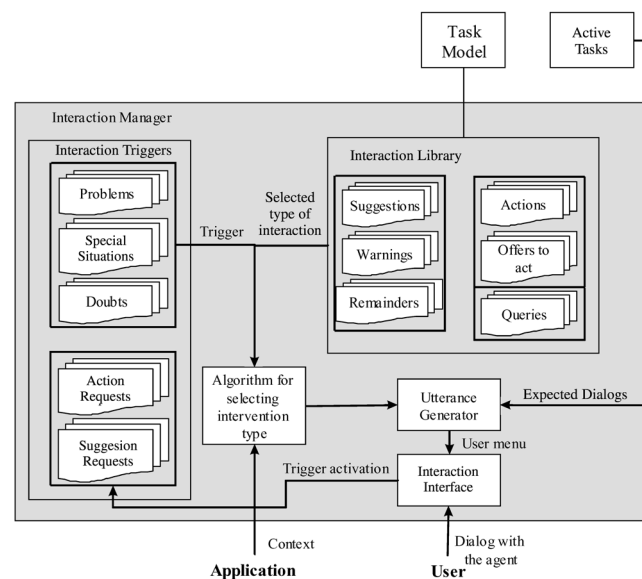 Task
Model
Active
Tasks
Interaction Manager
Interaction Triggers
Problems
Special
Situations
Doubts
Action
Requests
Suggesion
Requests
Trigger
Selected
type of
interaction
Interaction Library
Suggestions
Warnings
Remainders
Actions
Offers to
act
Queries
Algorithm for
selecting
intervention
type
Utterance
Generator
Expected Dialogs
User menu
Interaction
Interface
Trigger activation
Context
Application
Dialog with
the agent
User